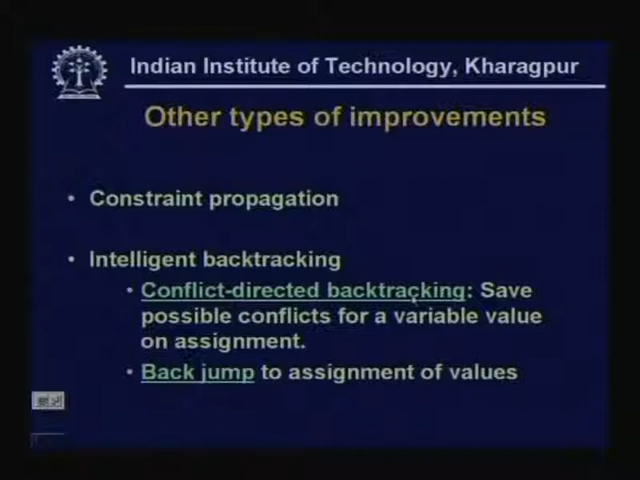 Indian Institute of Technology, Kharagpur
Other types of improvements
• Constraint propagation
• Intelligent backtracking
• Conflict-directed backtracking: Save
possible conflicts for a variable value
on assignment.
• Back jump to assignment of values